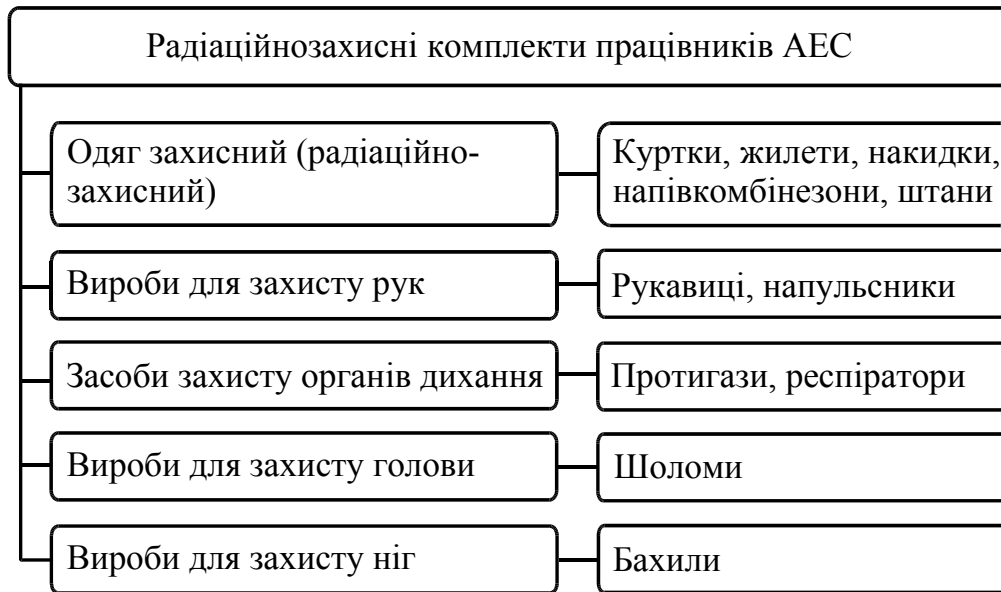 Радіаційнозахисні комплекти працівників АЕС
Одяг захисний (радіаційно-
захисний)
Куртки, жилети, накидки,
напівкомбінезони, штани
Вироби для захисту рук
Рукавиці, напульсники
Засоби захисту органів дихання
Протигази, респіратори
Вироби для захисту голови
Шоломи
Вироби для захисту ніг
Бахили